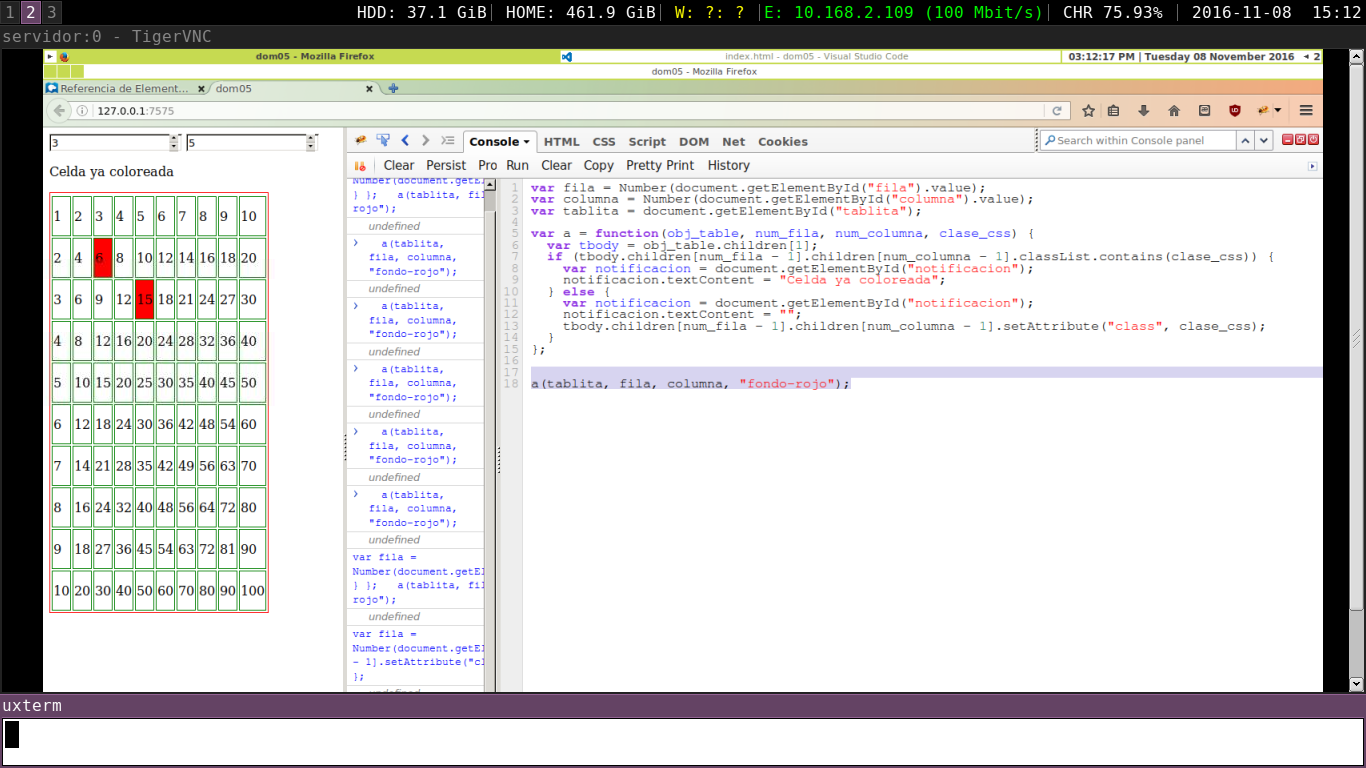 1 2 3 HDD: 37.1 GiB| HOME: 461.9 GiB| W: ?: ? |E: 10.168.2.109 (100 Mbit/s)| CHR 75.93% | 2016-11-08 15:12
servidor:0 - TigerVNC
dom05 - Mozilla Firefox
index.html - dom05 - Visual Studio Code
03:12:17 PM | Tuesday 08 November 2016 2
dom05 - Mozilla Firefox
Referencia de Element... dom05
127.0.0.1:7575
3 5
Celda ya coloreada
1 2 3 4 5 6 7 8 9 10
2 4 6 8 10 12 14 16 18 20
3 6 9 12 15 18 21 24 27 30
4 8 12 16 20 24 28 32 36 40
5 10 15 20 25 30 35 40 45 50
6 12 18 24 30 36 42 48 54 60
7 14 21 28 35 42 49 56 63 70
8 16 24 32 40 48 56 64 72 80
9 18 27 36 45 54 63 72 81 90
10 20 30 40 50 60 70 80 90 100
Console HTML CSS Script DOM Net Cookies
Search within Console panel
Clear Persist Pro Run Clear Copy Pretty Print History
Number(document.getE
} }; a(tablita, fil
rojo");
undefined
a(tablita,
fila, columna,
"fondo-rojo");
undefined
a(tablita,
fila, columna,
"fondo-rojo");
undefined
a(tablita,
fila, columna,
"fondo-rojo");
undefined
a(tablita,
fila, columna,
"fondo-rojo");
undefined
a(tablita,
fila, columna,
"fondo-rojo");
undefined
var fila =
Number(document.getE
} }; a(tablita, fil
rojo");
undefined
var fila =
Number(document.getE
- 1].setAttribute("cl
};
1 var fila = Number(document.getElementById("fila").value);
2 var columna = Number(document.getElementById("columna").value);
3 var tablita = document.getElementById("tablita");
4
5 var a = function(obj_table, num_fila, num_columna, clase_css) {
6 var tbody = obj_table.children[1];
7 if (tbody.children[num_fila - 1].children[num_columna - 1].classList.contains(clase_css)) {
8 var notificacion = document.getElementById("notificacion");
9 notificacion.textContent = "Celda ya coloreada";
10 } else {
11 var notificacion = document.getElementById("notificacion");
12 notificacion.textContent = "";
13 tbody.children[num_fila - 1].children[num_columna - 1].setAttribute("class", clase_css);
14 }
15 };
16
17
18 a(tablita, fila, columna, "fondo-rojo");
uxterm